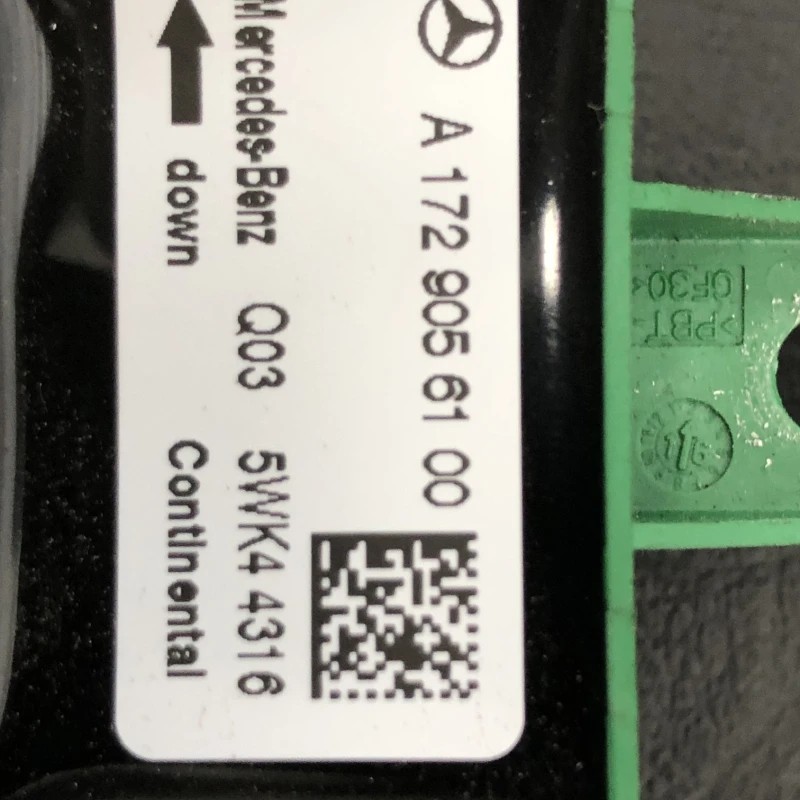 A 172 905 61 00
Mercedes-Benz Q03 5WK4 4316
down Continental
>PBT-
GF30<